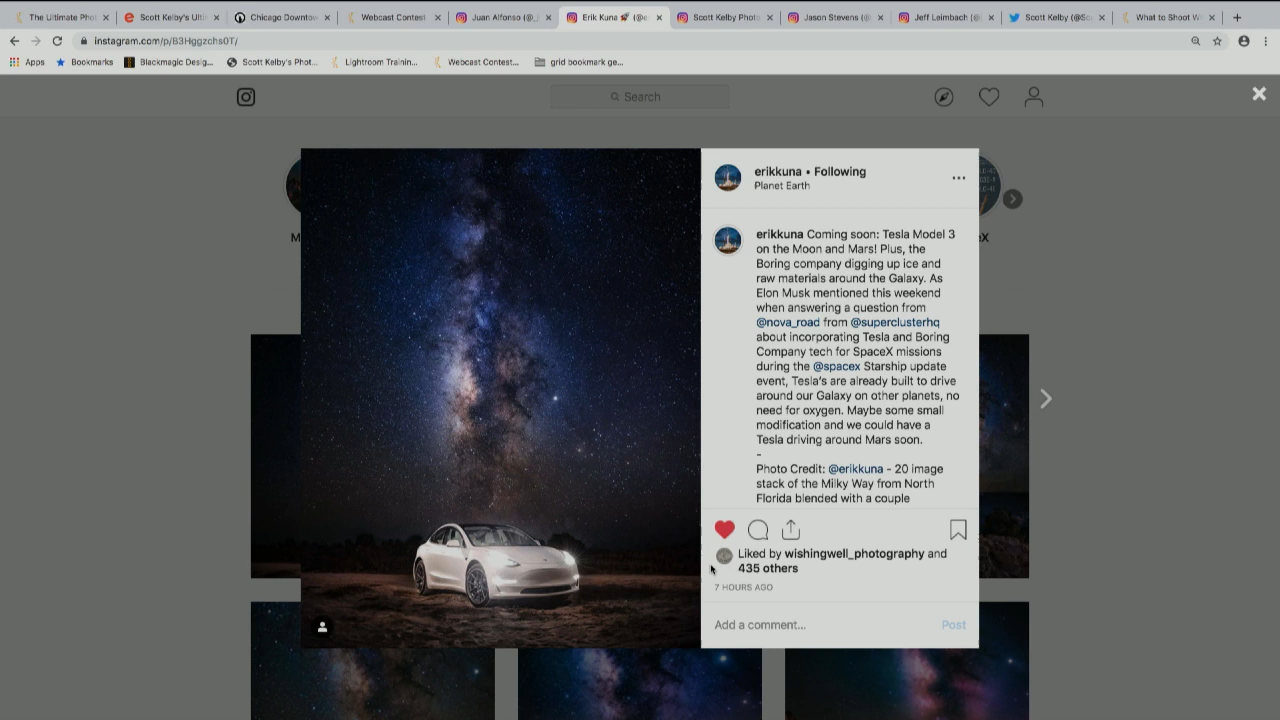 The Ultimate Phot
Scott Kelby's Ulti
Chicago Downtow
Webcast Contest
Juan Alfonso (@_j
Erik Kuna 🚀 (@e
Scott Kelby Photo
Jason Stevens (@
Jeff Leimbach (@
Scott Kelby (@Sc
What to Shoot W
instagram.com/p/B3Hggzchs0T/
Apps
Bookmarks
Blackmagic Desig...
Scott Kelby's Phot...
Lightroom Trainin...
Webcast Contest...
grid bookmark ge...
Search
erikkuna • Following
Planet Earth
erikkuna Coming soon: Tesla Model 3
on the Moon and Mars! Plus, the
Boring company digging up ice and
raw materials around the Galaxy. As
Elon Musk mentioned this weekend
when answering a question from
@nova_road from @superclusterhq
about incorporating Tesla and Boring
Company tech for SpaceX missions
during the @spacex Starship update
event, Tesla's are already built to drive
around our Galaxy on other planets, no
need for oxygen. Maybe some small
modification and we could have a
Tesla driving around Mars soon.
-
Photo Credit: @erikkuna - 20 image
stack of the Milky Way from North
Florida blended with a couple
Liked by wishingwell_photography and
435 others
7 HOURS AGO
Add a comment...
Post